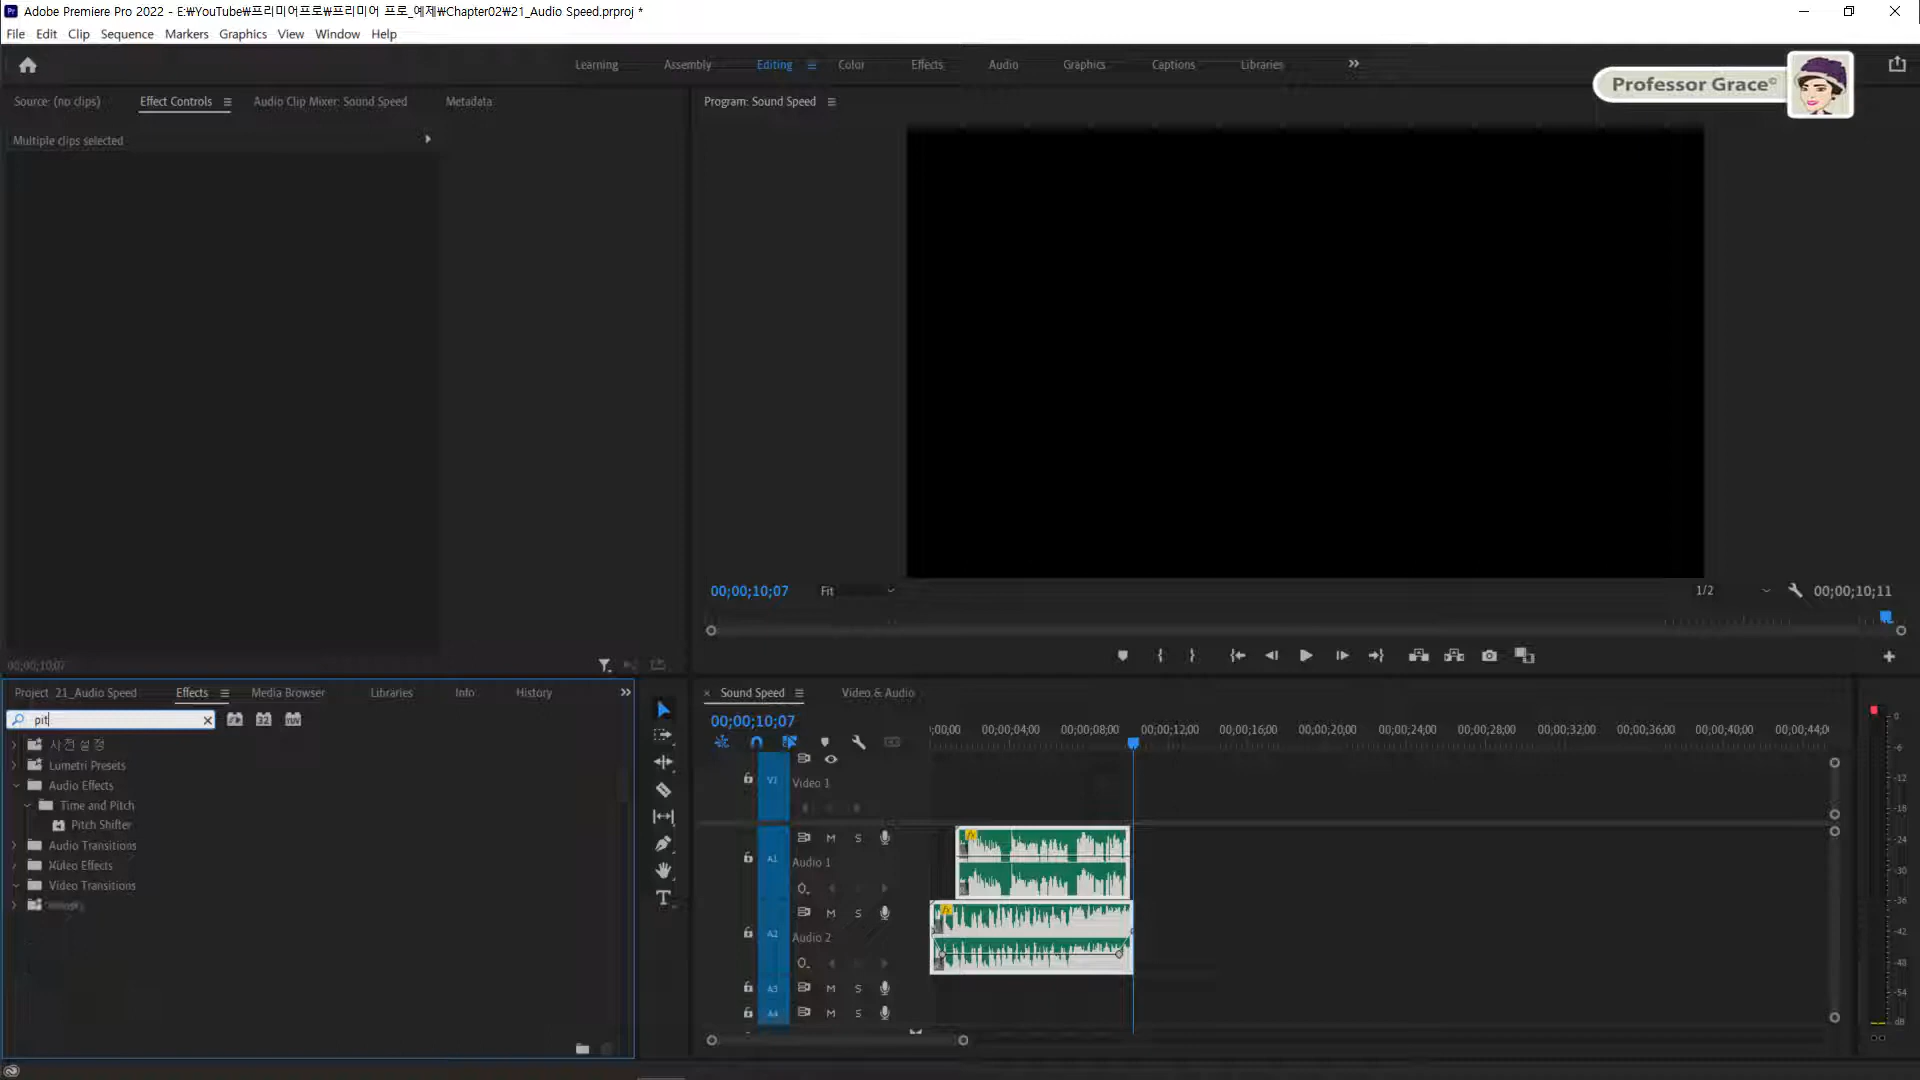 Adobe Premiere Pro 2022 - E:₩YouTube₩프리미어프로₩프리미어 프로_예제₩Chapter02₩21_Audio Speed.prproj *
File Edit Clip Sequence Markers Graphics View Window Help
Learning Assembly Editing Color Effects Audio Graphics Captions Libraries
Professor Grace©
Source: (no clips) Effect Controls Audio Clip Mixer: Sound Speed Metadata
Program: Sound Speed
Multiple clips selected
00;00;10;07 Fit 1/2 00;00;10;11
00;00;10;07
Project 21_Audio Speed Effects Media Browser Libraries Info History
pit
32 YUV
사전 설정
Lumetri Presets
Audio Effects
Time and Pitch
Pitch Shifter
Audio Transitions
Video Effects
Video Transitions
Sound Speed Video & Audio
00;00;10;07
;00;00 00;00;04;00 00;00;08;00 00;00;12;00 00;00;16;00 00;00;20;00 00;00;24;00 00;00;28;00 00;00;32;00 00;00;36;00 00;00;40;00 00;00;44;0
V1 Video 1
A1 M S
Audio 1
A2 M S
Audio 2
A3 M S
A4 M S
fx
fx
0
-6
-12
-18
-24
-30
-36
-42
-48
-54
dB